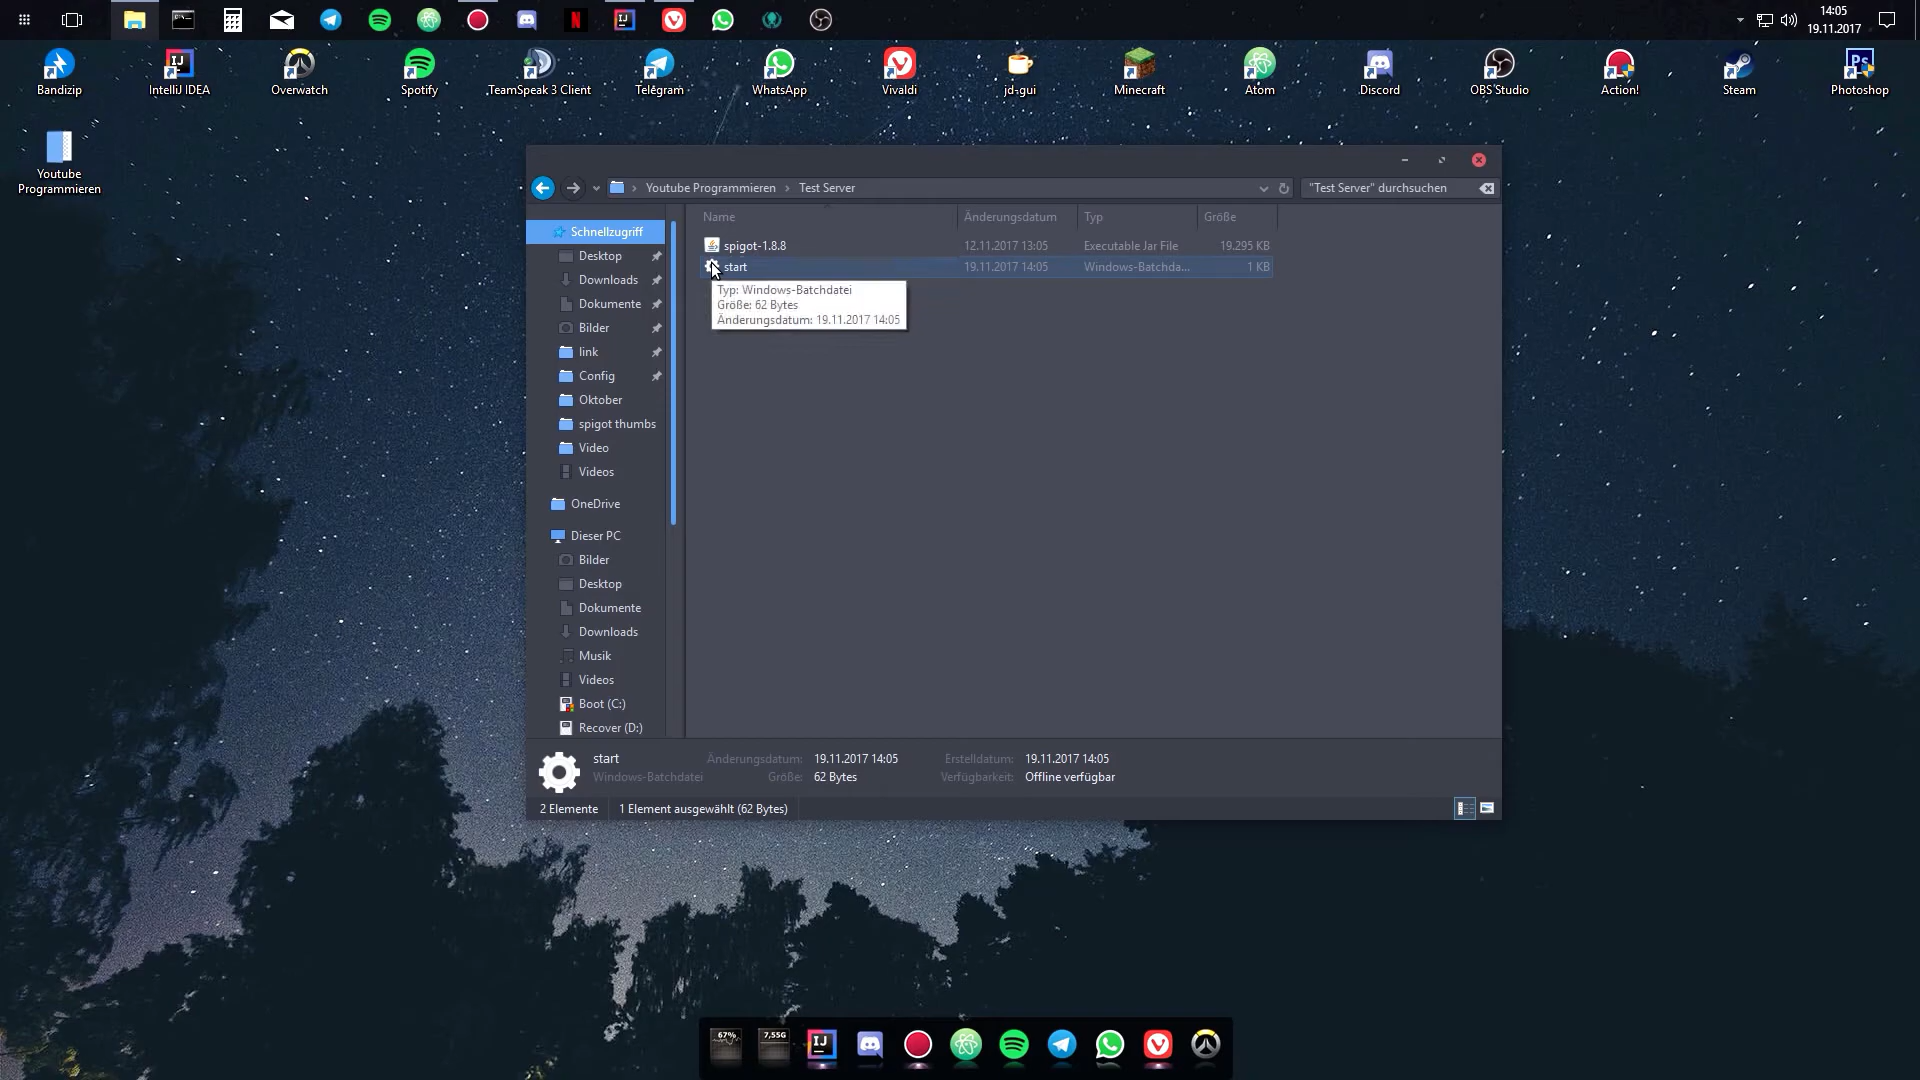 14:05
19.11.2017
Bandizip
IntelliJ IDEA
Overwatch
Spotify
TeamSpeak 3 Client
Telegram
WhatsApp
Vivaldi
jd-gui
Minecraft
Atom
Discord
OBS Studio
Action!
Steam
Photoshop
Youtube
Programmieren
Youtube Programmieren
Test Server
"Test Server" durchsuchen
Name
Änderungsdatum
Typ
Größe
spigot-1.8.8
12.11.2017 13:05
Executable Jar File
19.295 KB
start
19.11.2017 14:05
Windows-Batchda...
1 KB
Typ: Windows-Batchdatei
Größe: 62 Bytes
Änderungsdatum: 19.11.2017 14:05
Schnellzugriff
Desktop
Downloads
Dokumente
Bilder
link
Config
Oktober
spigot thumbs
Video
Videos
OneDrive
Dieser PC
Bilder
Desktop
Dokumente
Downloads
Musik
Videos
Boot (C:)
Recover (D:)
start
Änderungsdatum: 19.11.2017 14:05
Erstelldatum: 19.11.2017 14:05
Windows-Batchdatei
Größe: 62 Bytes
Verfügbarkeit: Offline verfügbar
2 Elemente
1 Element ausgewählt (62 Bytes)
67%
7,55G